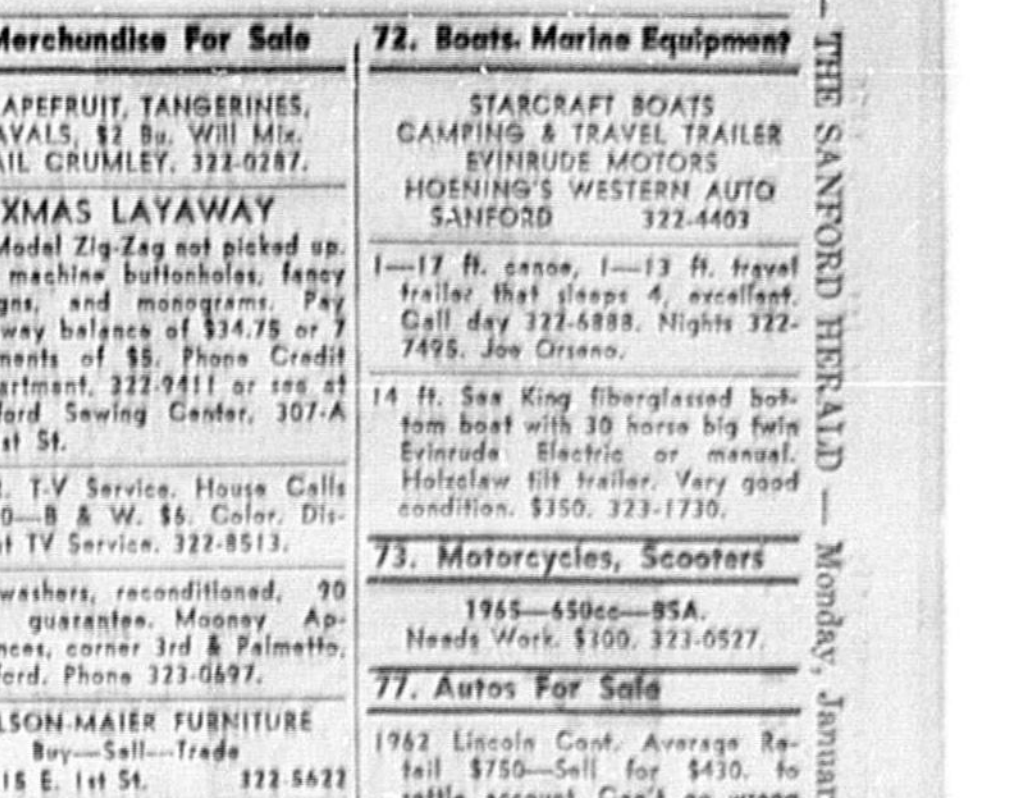 Merchandise For Sale
APEFRUIT, TANGERINES,
AVALS, $2 Bu. Will Mix.
AIL CRUMLEY, 322-0287.
XMAS LAYAWAY
Model Zig-Zag not picked up.
machine buttonholes, fancy
gns, and monograms. Pay
way balance of $34.75 or 7
ments of $5. Phone Credit
artment, 322-9411 or see at
ford Sewing Center, 307-A
st St.
T-V Service. House Calls
0—B & W. $6. Color. Dis-
t TV Service. 322-8513.
washers, reconditioned, 90
guarantee. Mooney Ap-
nces, corner 3rd & Palmetto,
ford. Phone 323-0697.
LSON-MAIER FURNITURE
Buy—Sell—Trade
15 E. 1st St. 322-5622
72. Boats. Marine Equipment
STARCRAFT BOATS
CAMPING & TRAVEL TRAILER
EVINRUDE MOTORS
HOENING'S WESTERN AUTO
SANFORD 322-4403
1—17 ft. canoe, 1—13 ft. travel
trailer that sleeps 4, excellent.
Call day 322-6888. Nights 322-
7495. Joe Orseno.
14 ft. Sea King fiberglassed bot-
tom boat with 30 horse big twin
Evinrude Electric or manual.
Holzclaw tilt trailer. Very good
condition. $350. 323-1730.
73. Motorcycles, Scooters
1965—650cc—BSA.
Needs Work. $300. 323-0527.
77. Autos For Sale
1962 Lincoln Cont. Average Re-
tail $750—Sell for $430. to
settle account. Can't go wrong
THE SANFORD HERALD — Monday, Januar